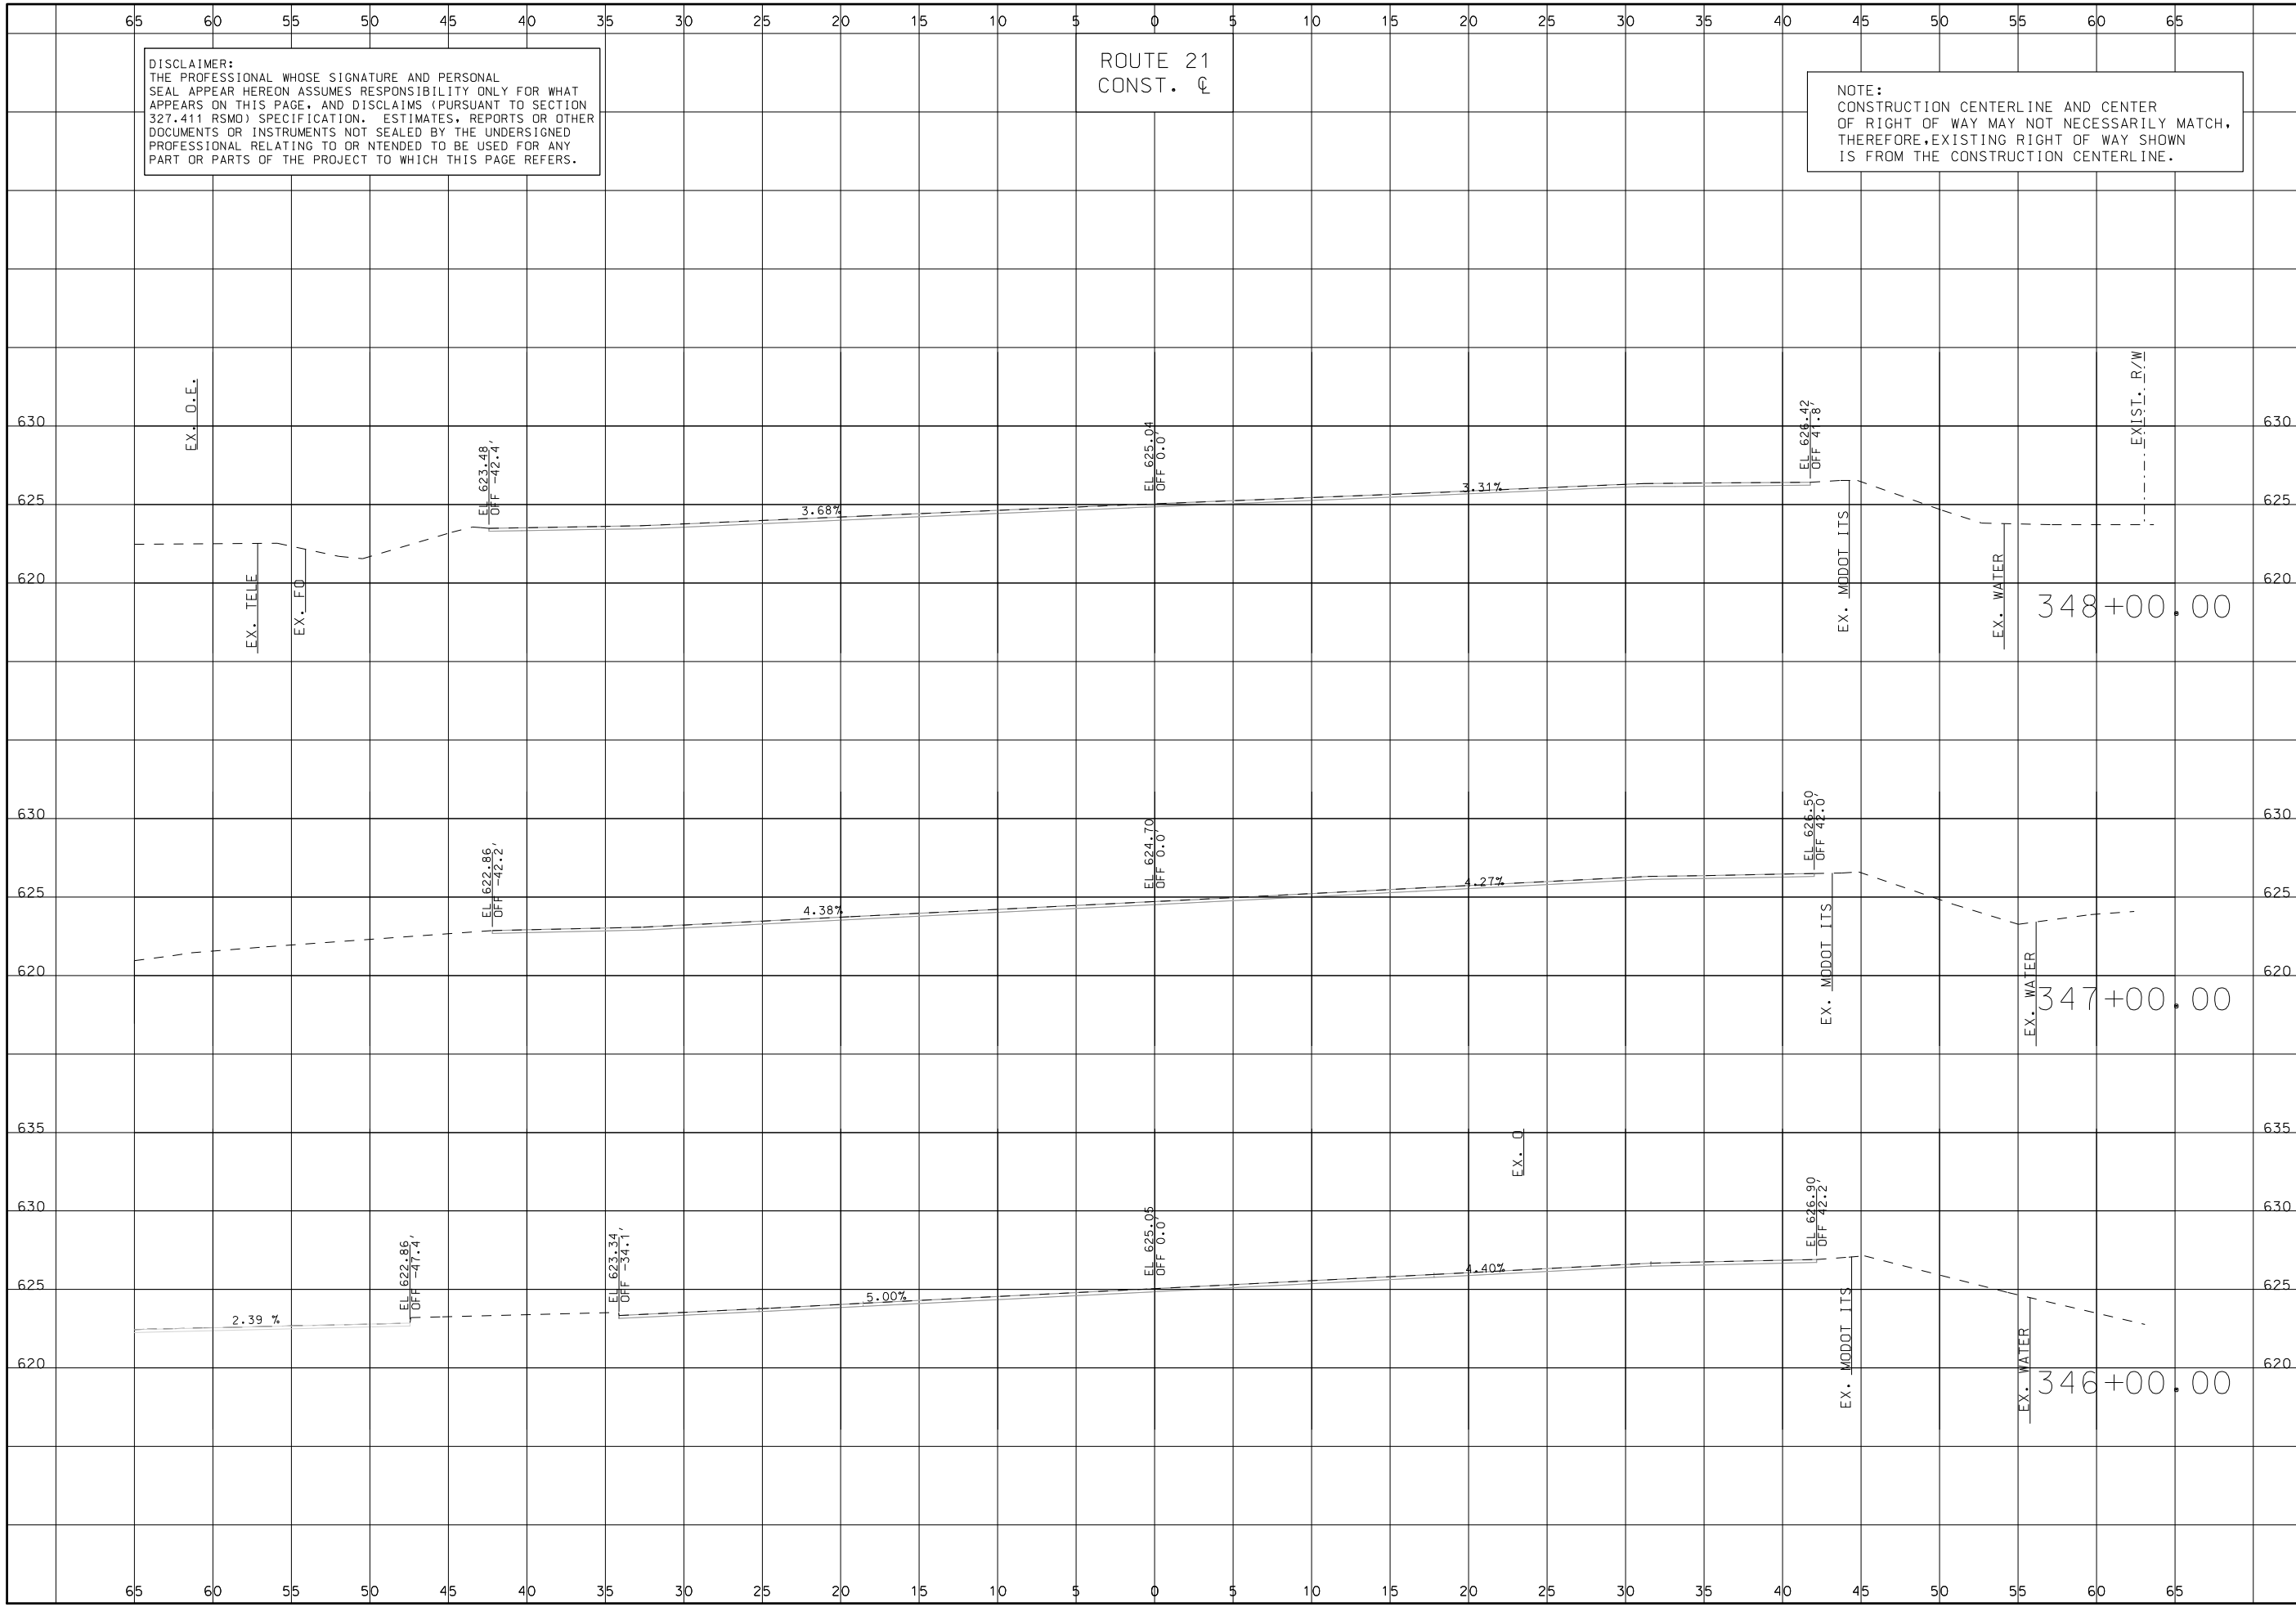 65 60 55 50 45 40 35 30 25 20 15 10 5 0 5 10 15 20 25 30 35 40 45 50 55 60 65
DISCLAIMER:
THE PROFESSIONAL WHOSE SIGNATURE AND PERSONAL
SEAL APPEAR HEREON ASSUMES RESPONSIBILITY ONLY FOR WHAT
APPEARS ON THIS PAGE, AND DISCLAIMS (PURSUANT TO SECTION
327.411 RSMO) SPECIFICATION. ESTIMATES, REPORTS OR OTHER
DOCUMENTS OR INSTRUMENTS NOT SEALED BY THE UNDERSIGNED
PROFESSIONAL RELATING TO OR NTENDED TO BE USED FOR ANY
PART OR PARTS OF THE PROJECT TO WHICH THIS PAGE REFERS.
ROUTE 21
CONST. ℄
NOTE:
CONSTRUCTION CENTERLINE AND CENTER
OF RIGHT OF WAY MAY NOT NECESSARILY MATCH,
THEREFORE,EXISTING RIGHT OF WAY SHOWN
IS FROM THE CONSTRUCTION CENTERLINE.
EX. O.E.
EXIST. R/W
630 630
EL 623.48
OFF -42.4'
EL 625.04
OFF 0.0'
EL 626.42
OFF 41.8'
625 625
3.68%
3.31%
620 620
EX. TELE
EX. FO
EX. MODOT ITS
EX. WATER
348+00.00
630 630
EL 622.86
OFF -42.2'
EL 624.70
OFF 0.0'
EL 626.50
OFF 42.0'
625 625
4.38%
4.27%
620 620
EX. MODOT ITS
EX. WATER
347+00.00
635 635
EX. O
630 630
EL 622.86
OFF -47.4'
EL 623.34
OFF -34.1'
EL 625.05
OFF 0.0'
EL 626.90
OFF 42.2'
625 625
2.39 %
5.00%
4.40%
620 620
EX. MODOT ITS
EX. WATER
346+00.00
65 60 55 50 45 40 35 30 25 20 15 10 5 0 5 10 15 20 25 30 35 40 45 50 55 60 65